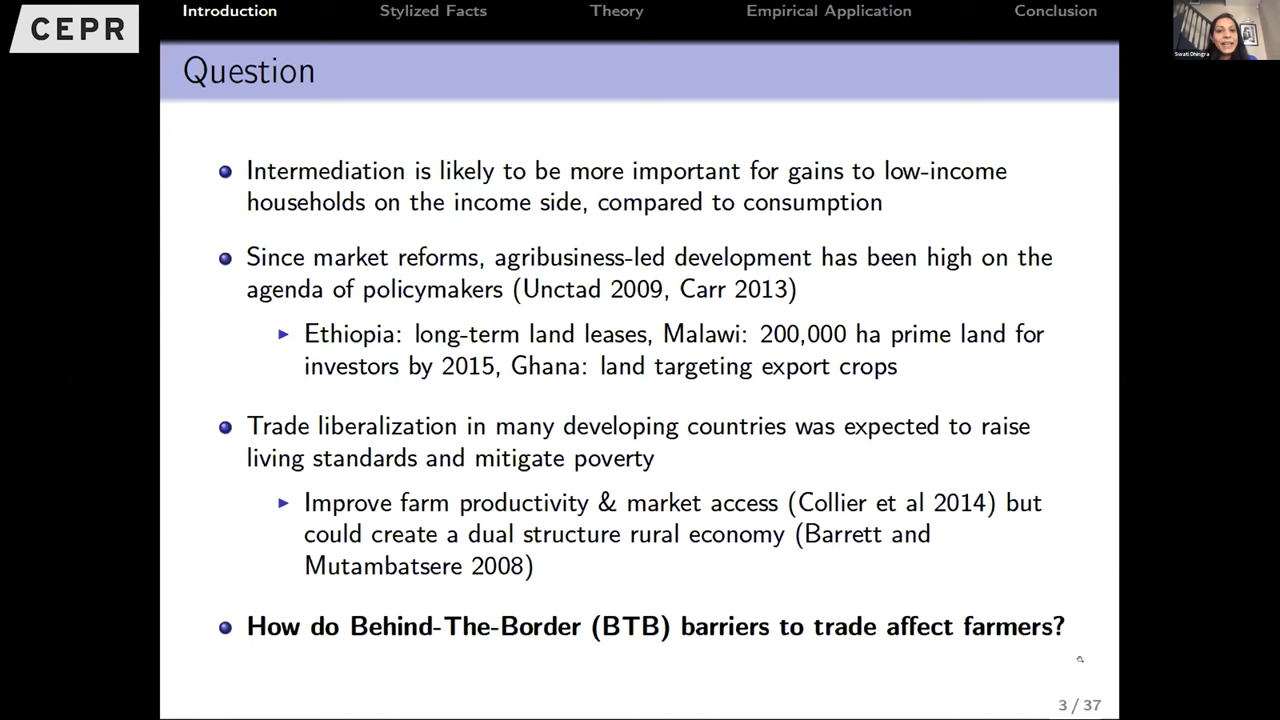 CEPR
Introduction Stylized Facts Theory Empirical Application Conclusion
Swati Dhingra
Question
Intermediation is likely to be more important for gains to low-income
households on the income side, compared to consumption
Since market reforms, agribusiness-led development has been high on the
agenda of policymakers (Unctad 2009, Carr 2013)
Ethiopia: long-term land leases, Malawi: 200,000 ha prime land for
investors by 2015, Ghana: land targeting export crops
Trade liberalization in many developing countries was expected to raise
living standards and mitigate poverty
Improve farm productivity & market access (Collier et al 2014) but
could create a dual structure rural economy (Barrett and
Mutambatsere 2008)
How do Behind-The-Border (BTB) barriers to trade affect farmers?
3 / 37